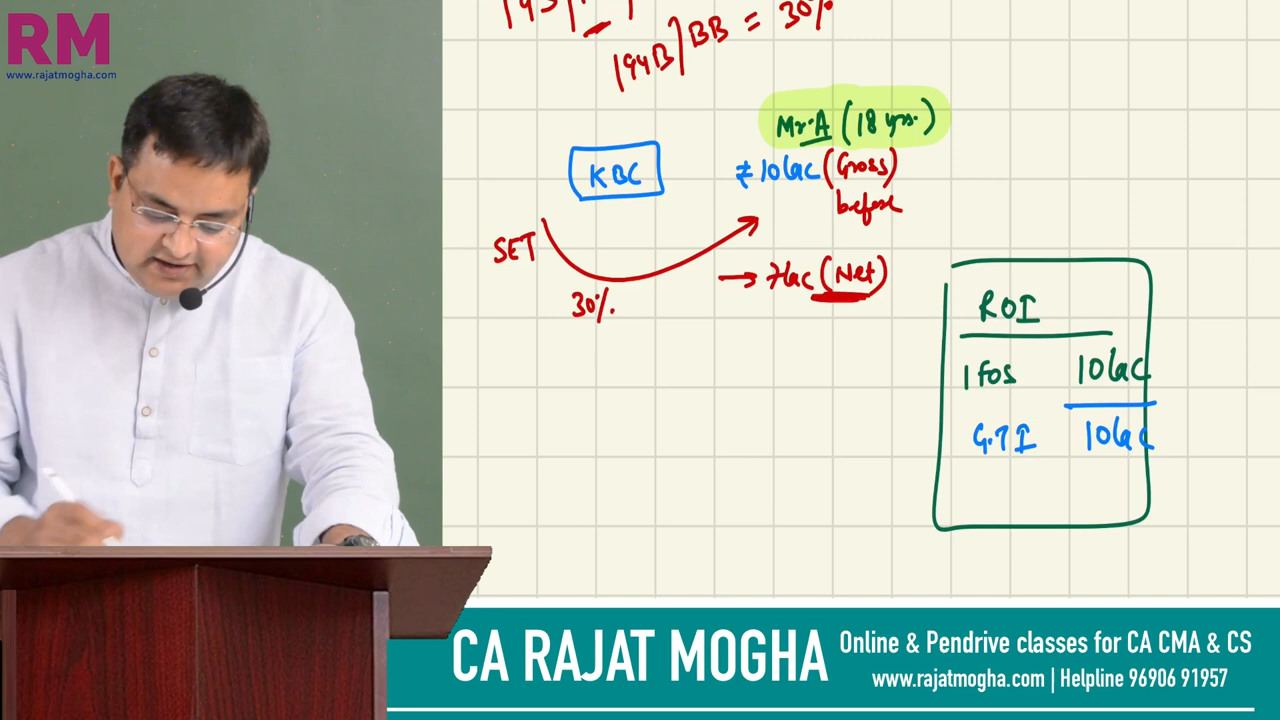 RM
www.rajatmogha.com
194B/BB = 30%
Mr. A (18 yrs.)
KBC
₹10lac (Gross)
before
SET
30%
→ 7lac (Net)
ROI
IFOS 10lac
G.T.I 10lac
CA RAJAT MOGHA
Online & Pendrive classes for CA CMA & CS
www.rajatmogha.com | Helpline 96906 91957